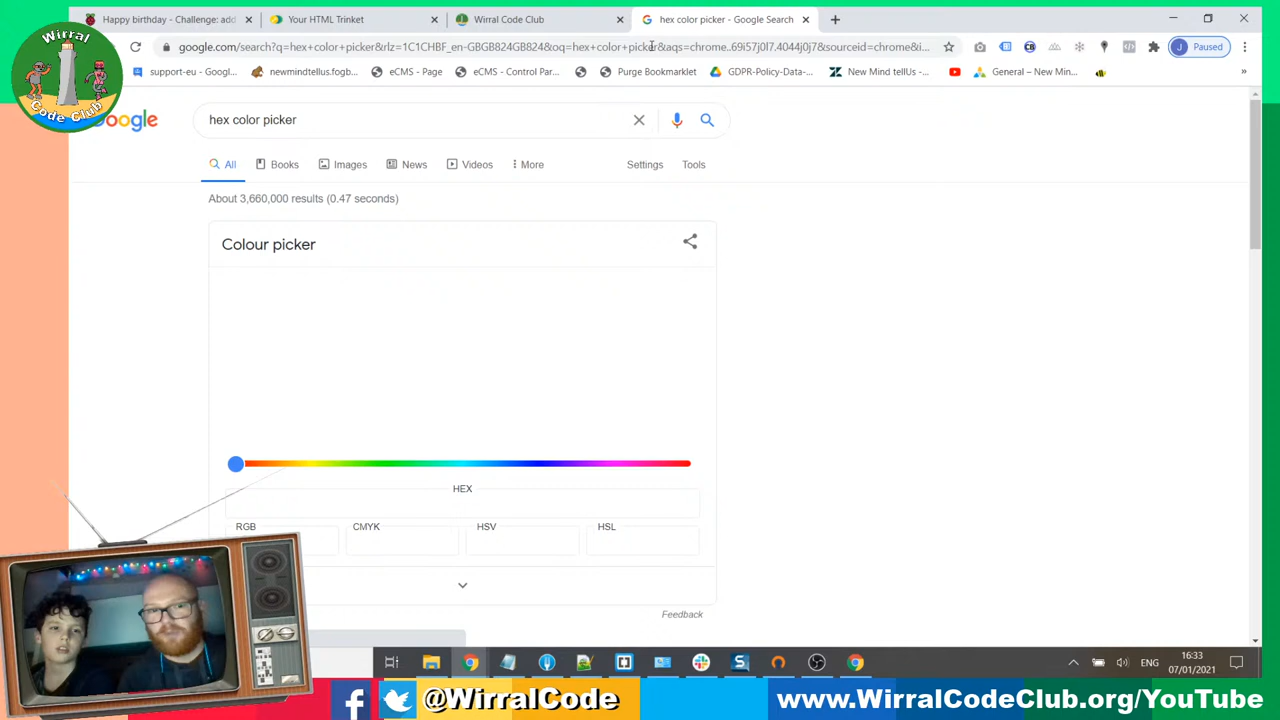 Happy birthday - Challenge: add
Your HTML Trinket
Wirral Code Club
hex color picker - Google Search
google.com/search?q=hex+color+picker&rlz=1C1CHBF_en-GBGB824GB824&oq=hex+color+picker&aqs=chrome..69i57j0l7.4044j0j7&sourceid=chrome&i...
Paused
support-eu - Googl...
newmindtellus.fogb...
eCMS - Page
eCMS - Control Par...
Purge Bookmarklet
GDPR-Policy-Data-...
New Mind tellUs -...
General – New Min...
Wirral
Code Club
oogle
hex color picker
All
Books
Images
News
Videos
More
Settings
Tools
About 3,660,000 results (0.47 seconds)
Colour picker
HEX
RGB
CMYK
HSV
HSL
Feedback
ENG
16:33
07/01/2021
@WirralCode
www.WirralCodeClub.org/YouTube